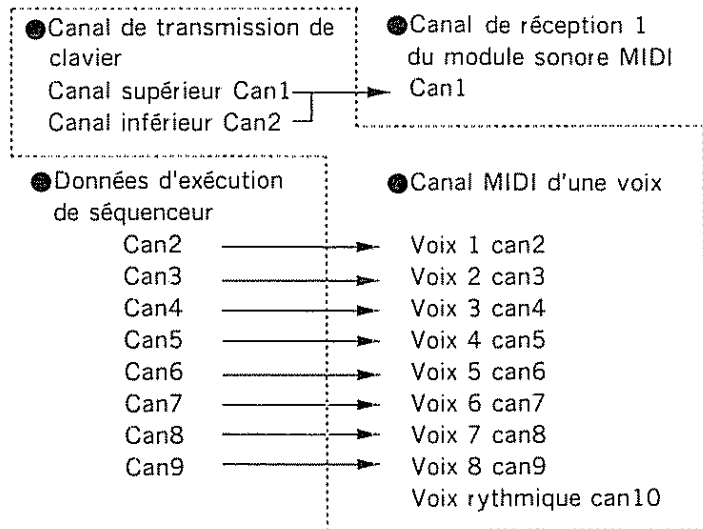 ●Canal de transmission de
clavier
Canal supérieur Can1
Canal inférieur Can2
●Canal de réception 1
du module sonore MIDI
Can1
●Données d'exécution
de séquenceur
Can2
Can3
Can4
Can5
Can6
Can7
Can8
Can9
●Canal MIDI d'une voix
Voix 1 can2
Voix 2 can3
Voix 3 can4
Voix 4 can5
Voix 5 can6
Voix 6 can7
Voix 7 can8
Voix 8 can9
Voix rythmique can10